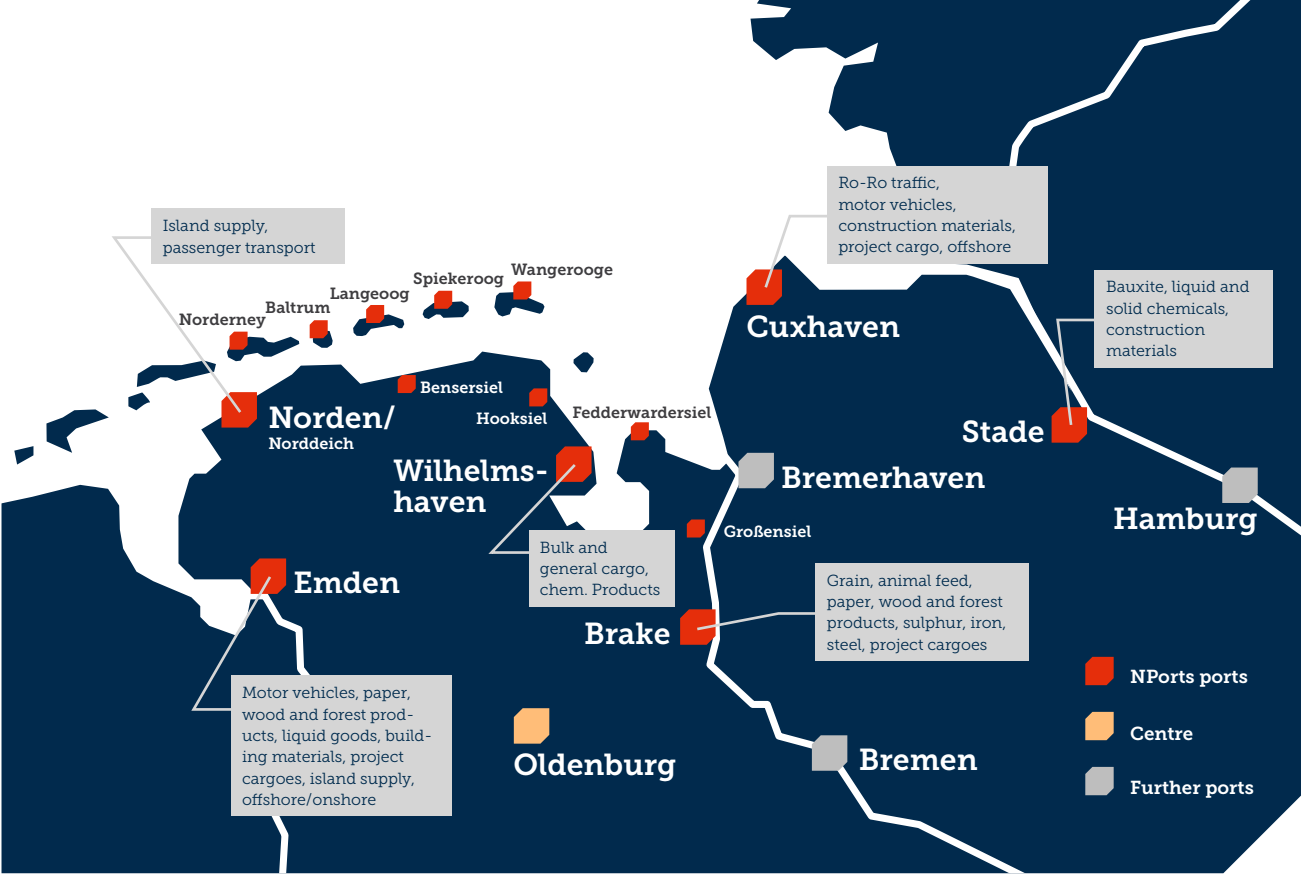 Ro-Ro traffic,
motor vehicles,
construction materials,
project cargo, offshore
Island supply,
passenger transport
Wangerooge
Spiekeroog
Langeoog
Baltrum
Norderney
Bauxite, liquid and
solid chemicals,
construction
materials
Cuxhaven
Bensersiel
Hooksiel
Fedderwardersiel
Norden/
Norddeich
Stade
Wilhelms-
haven
Bremerhaven
Hamburg
Großensiel
Bulk and
general cargo,
chem. Products
Emden
Grain, animal feed,
paper, wood and forest
products, sulphur, iron,
steel, project cargoes
Brake
Motor vehicles, paper,
wood and forest prod-
ucts, liquid goods, build-
ing materials, project
cargoes, island supply,
offshore/onshore
Oldenburg
Bremen
NPorts ports
Centre
Further ports